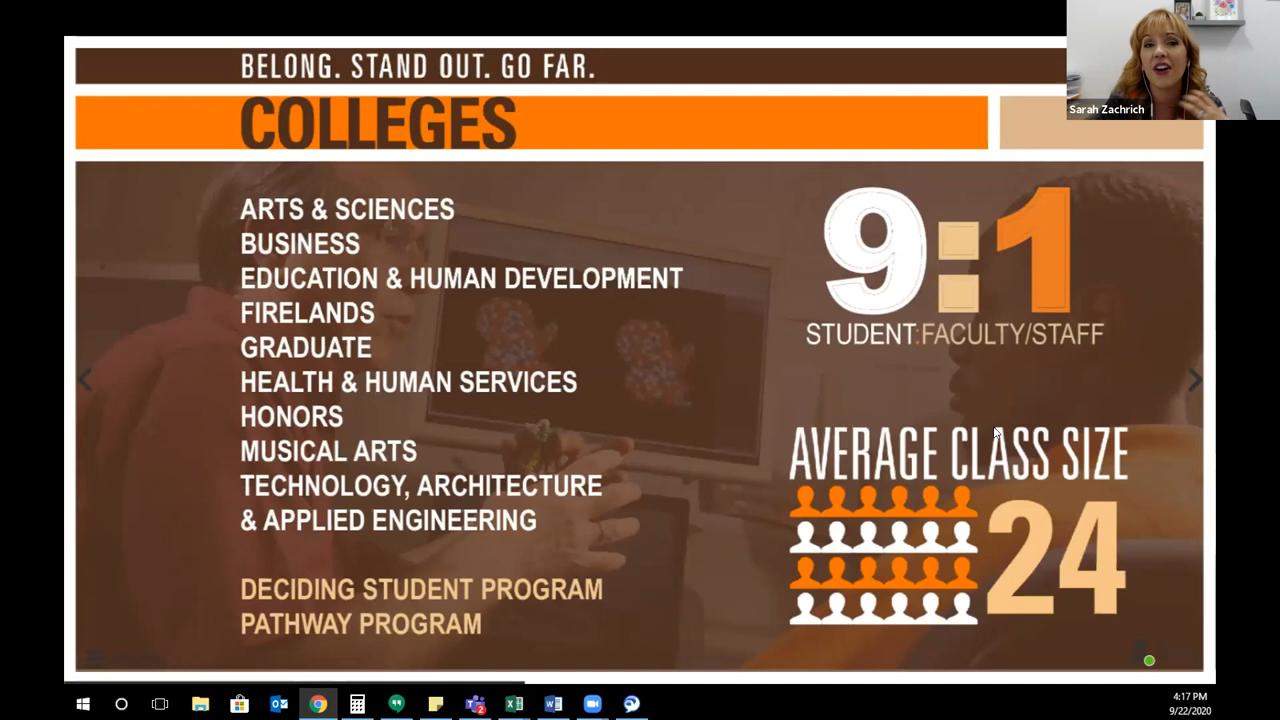 BELONG. STAND OUT. GO FAR.
COLLEGES
Sarah Zachrich
ARTS & SCIENCES
BUSINESS
EDUCATION & HUMAN DEVELOPMENT
FIRELANDS
GRADUATE
HEALTH & HUMAN SERVICES
HONORS
MUSICAL ARTS
TECHNOLOGY, ARCHITECTURE
& APPLIED ENGINEERING
DECIDING STUDENT PROGRAM
PATHWAY PROGRAM
9:1
STUDENT:FACULTY/STAFF
AVERAGE CLASS SIZE
24
4:17 PM
9/22/2020